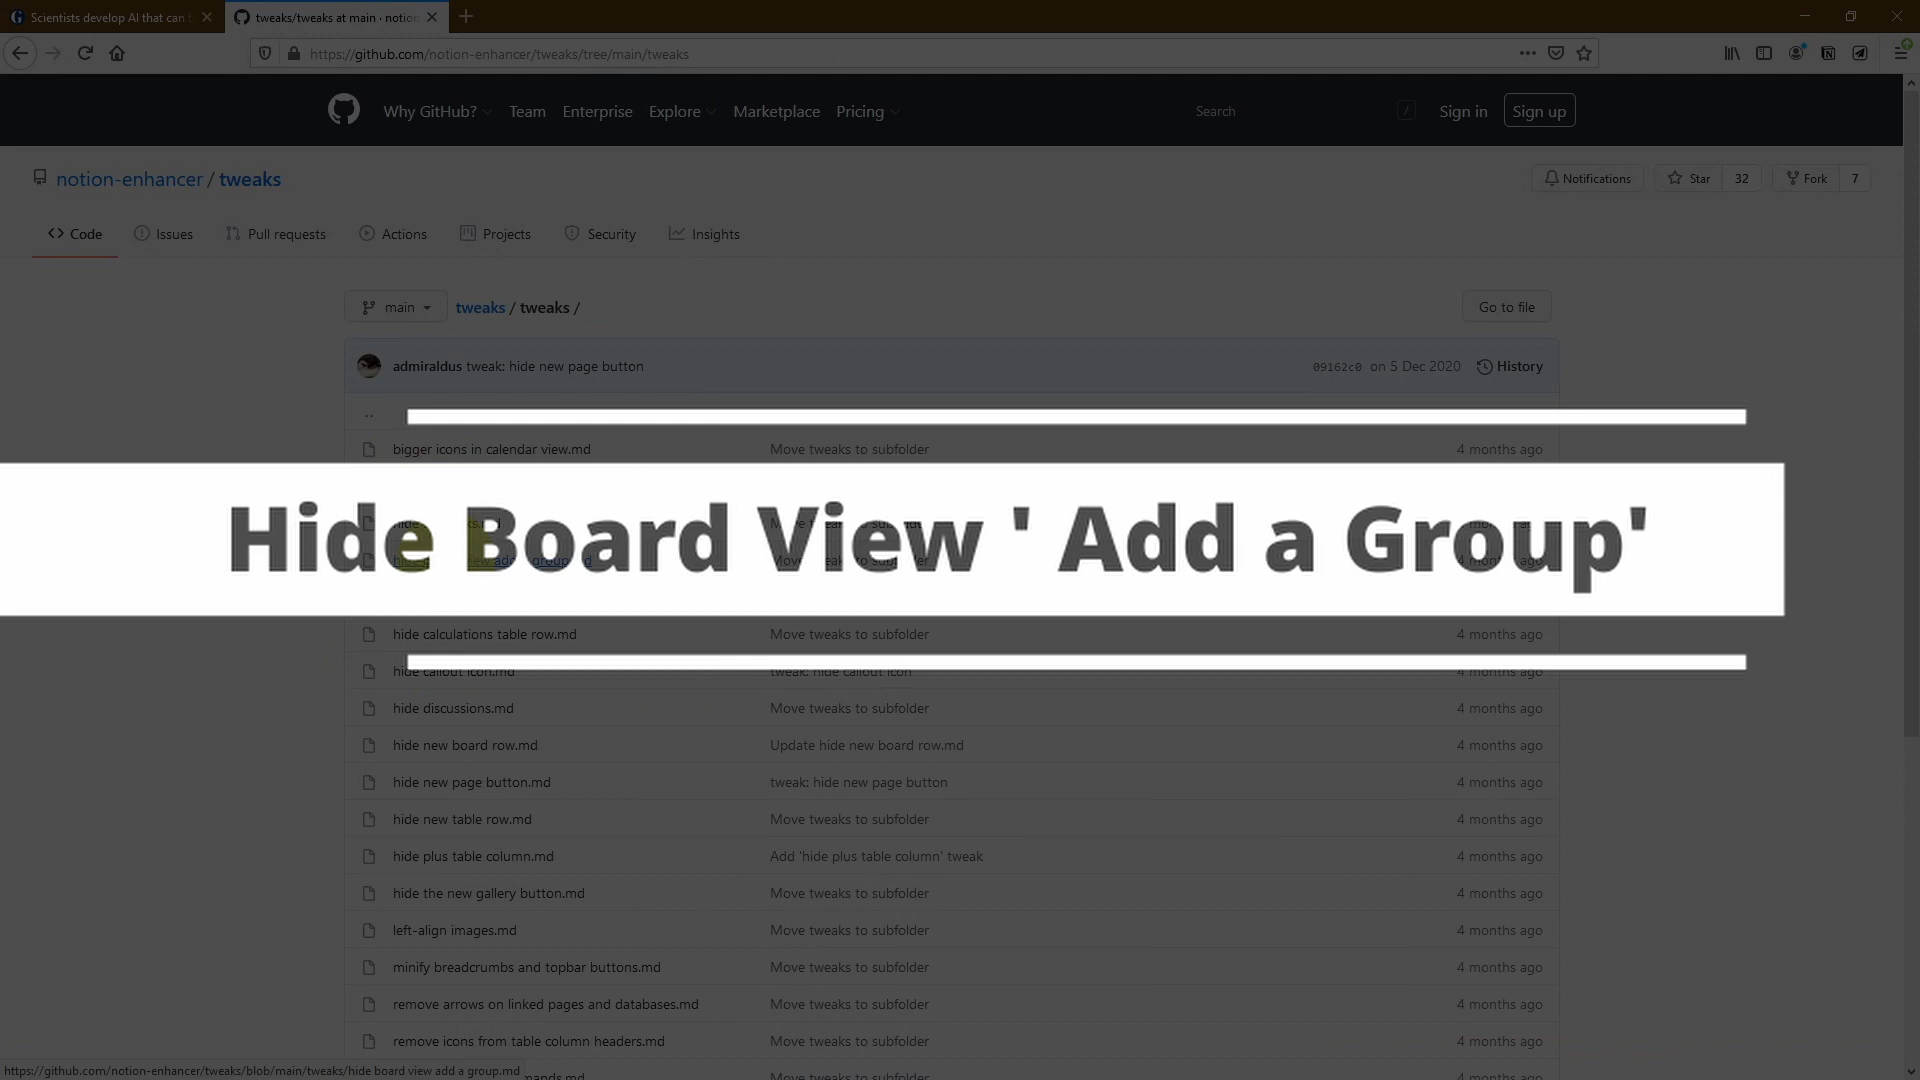 Scientists develop AI that can t
tweaks/tweaks at main · notion
https://github.com/notion-enhancer/tweaks/tree/main/tweaks
Why GitHub? Team Enterprise Explore Marketplace Pricing Search / Sign in Sign up
notion-enhancer / tweaks
Notifications Star 32 Fork 7
Code Issues Pull requests Actions Projects Security Insights
main tweaks / tweaks / Go to file
admiraldus tweak: hide new page button 09162c0 on 5 Dec 2020 History
..
bigger icons in calendar view.md Move tweaks to subfolder 4 months ago
Hide Board View ' Add a Group'
hide calculations table row.md Move tweaks to subfolder 4 months ago
hide callout icon.md tweak: hide callout icon 4 months ago
hide discussions.md Move tweaks to subfolder 4 months ago
hide new board row.md Update hide new board row.md 4 months ago
hide new page button.md tweak: hide new page button 4 months ago
hide new table row.md Move tweaks to subfolder 4 months ago
hide plus table column.md Add 'hide plus table column' tweak 4 months ago
hide the new gallery button.md Move tweaks to subfolder 4 months ago
left-align images.md Move tweaks to subfolder 4 months ago
minify breadcrumbs and topbar buttons.md Move tweaks to subfolder 4 months ago
remove arrows on linked pages and databases.md Move tweaks to subfolder 4 months ago
remove icons from table column headers.md Move tweaks to subfolder 4 months ago
https://github.com/notion-enhancer/tweaks/blob/main/tweaks/hide board view add a group.md